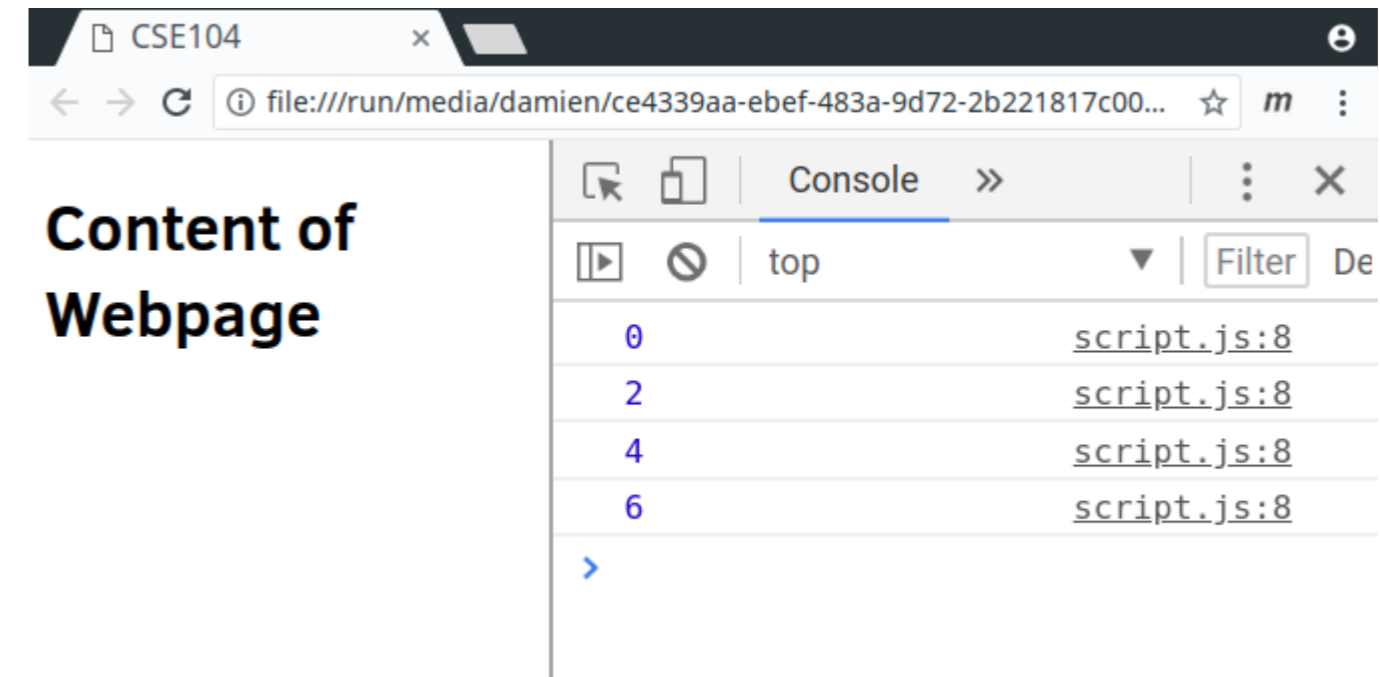 CSE104
file:///run/media/damien/ce4339aa-ebef-483a-9d72-2b221817c00...
m
Content of
Webpage
Console
top
Filter
De
0 script.js:8
2 script.js:8
4 script.js:8
6 script.js:8